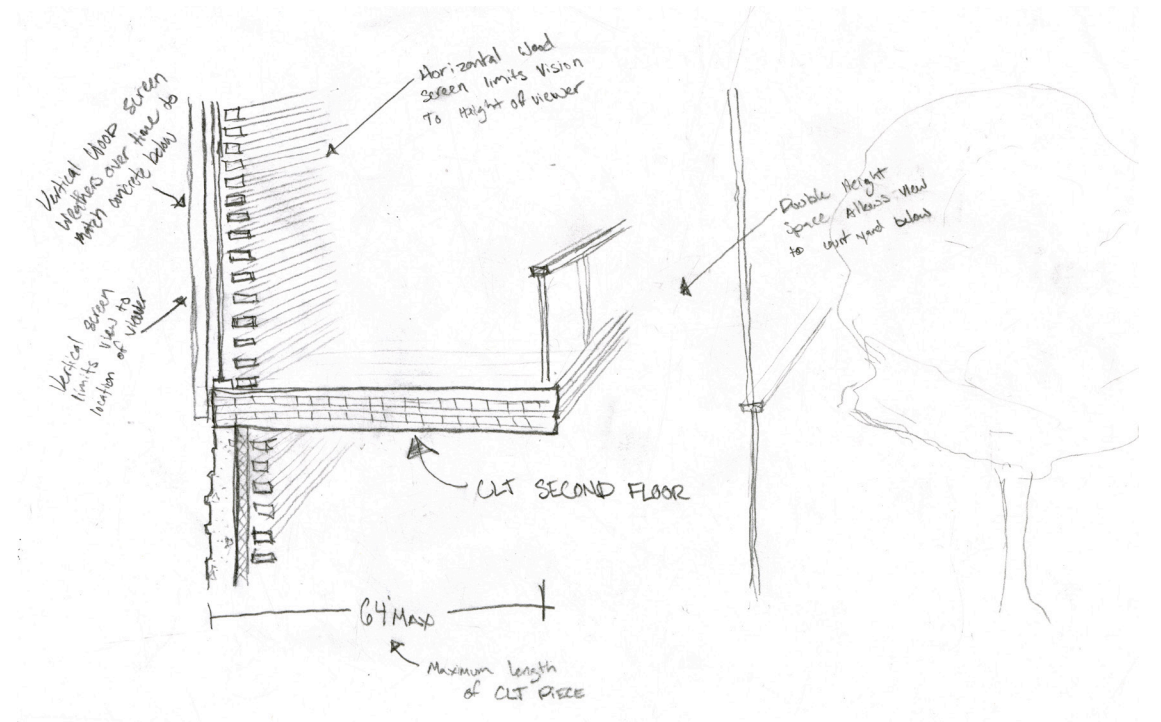 Horizontal Wood
screen limits Vision
To Height of viewer
Vertical Wood Screen
Weathers over time to
Match concrete below
Vertical screen
limits view to
location of viewer
Double Height
Space Allows view
to court yard below
CLT SECOND FLOOR
64' MAX
Maximum length
of CLT PIECE